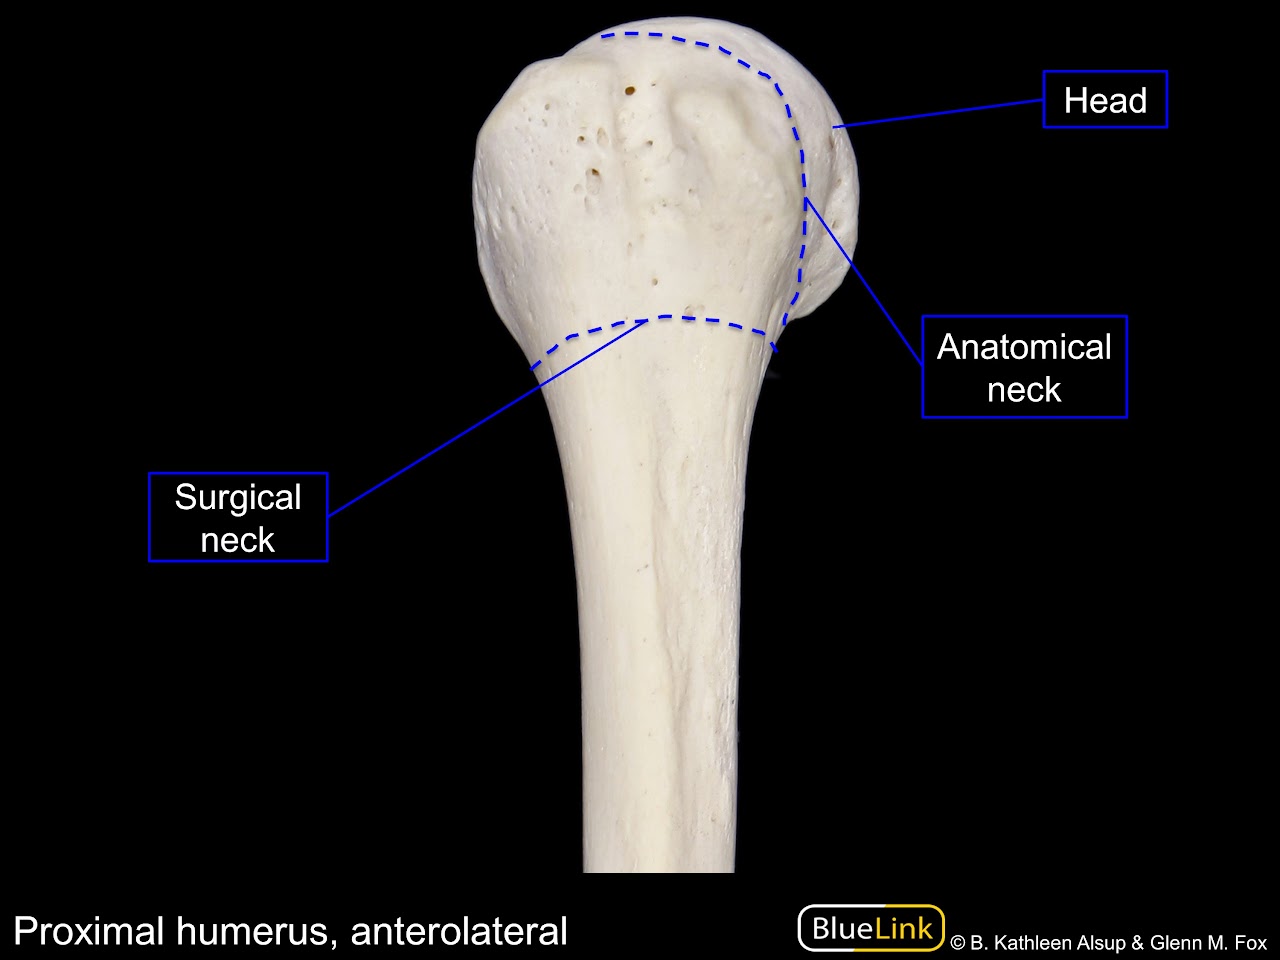 Head
Anatomical
neck
Surgical
neck
Proximal humerus, anterolateral
BlueLink
© B. Kathleen Alsup & Glenn M. Fox